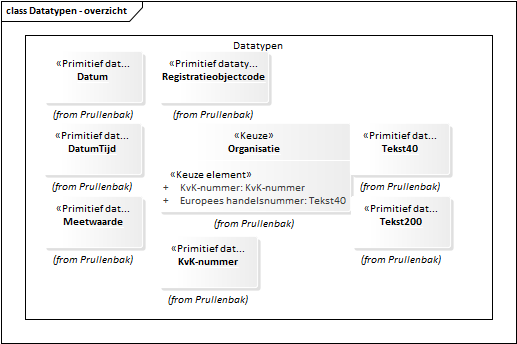 class Datatypen - overzicht
Datatypen
«Primitief dat...
Datum
(from Prullenbak)
«Primitief dataty...
Registratieobjectcode
(from Prullenbak)
«Primitief dat...
DatumTijd
(from Prullenbak)
«Keuze»
Organisatie
«Keuze element»
+ KvK-nummer: KvK-nummer
+ Europees handelsnummer: Tekst40
(from Prullenbak)
«Primitief dat...
Tekst40
(from Prullenbak)
«Primitief dat...
Meetwaarde
(from Prullenbak)
«Primitief dat...
KvK-nummer
(from Prullenbak)
«Primitief dat...
Tekst200
(from Prullenbak)